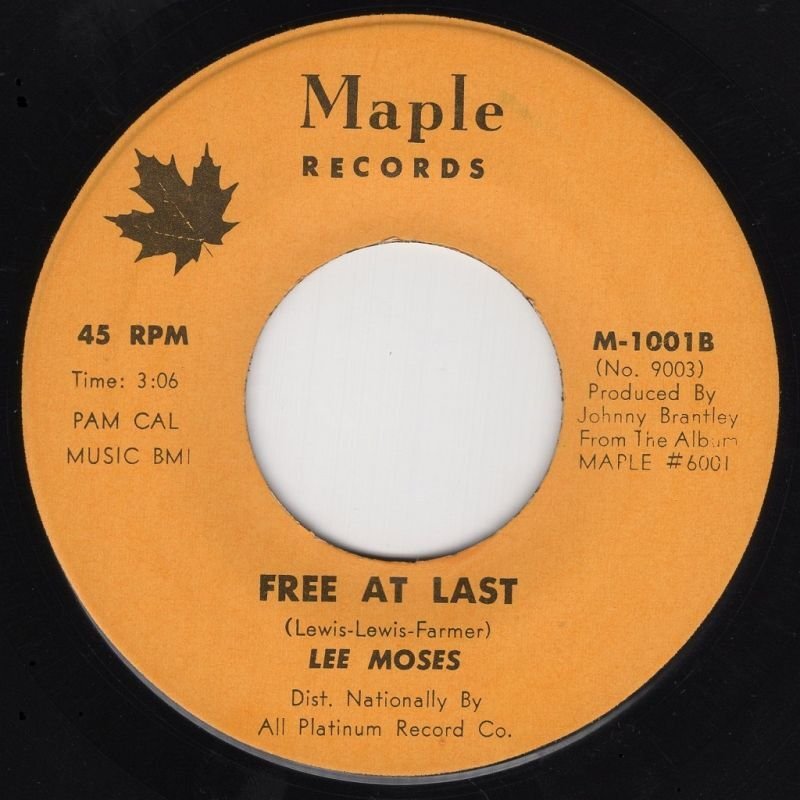 Maple
RECORDS
45 RPM
Time: 3:06
PAM CAL
MUSIC BMI
M-1001B
(No. 9003)
Produced By
Johnny Brantley
From The Album
MAPLE #6001
FREE AT LAST
(Lewis-Lewis-Farmer)
LEE MOSES
Dist. Nationally By
All Platinum Record Co.